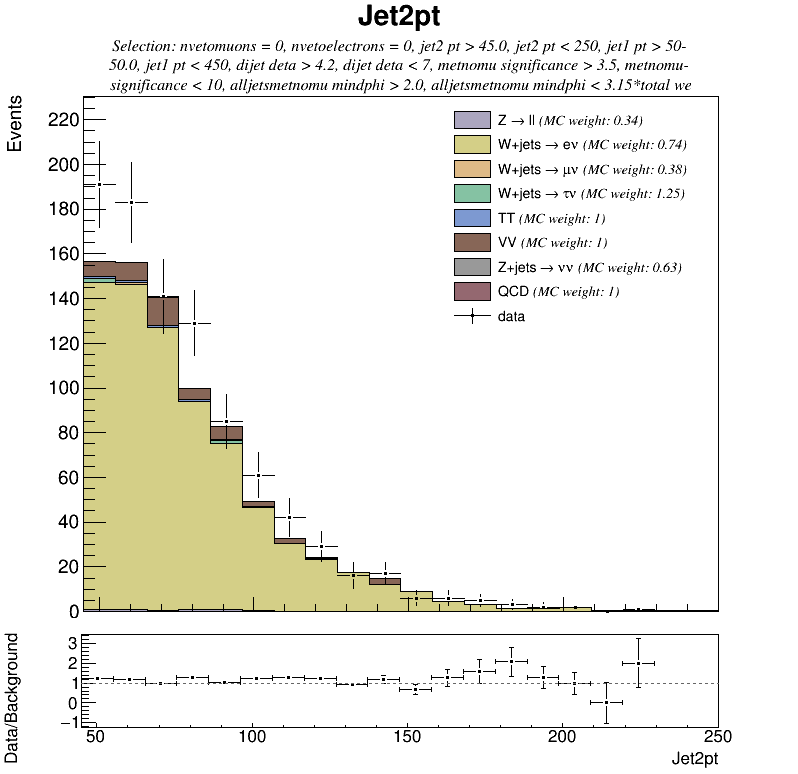 Jet2pt
Selection: nvetomuons = 0, nvetoelectrons = 0, jet2 pt > 45.0, jet2 pt < 250, jet1 pt > 50-
50.0, jet1 pt < 450, dijet deta > 4.2, dijet deta < 7, metnomu significance > 3.5, metnomu-
significance < 10, alljetsmetnomu mindphi > 2.0, alljetsmetnomu mindphi < 3.15*total we
Events
220
200
180
160
140
120
100
80
60
40
20
0
Z → ll (MC weight: 0.34)
W+jets → eν (MC weight: 0.74)
W+jets → μν (MC weight: 0.38)
W+jets → τν (MC weight: 1.25)
TT (MC weight: 1)
VV (MC weight: 1)
Z+jets → νν (MC weight: 0.63)
QCD (MC weight: 1)
data
Data/Background
3
2
1
0
−1
50 100 150 200 250
Jet2pt